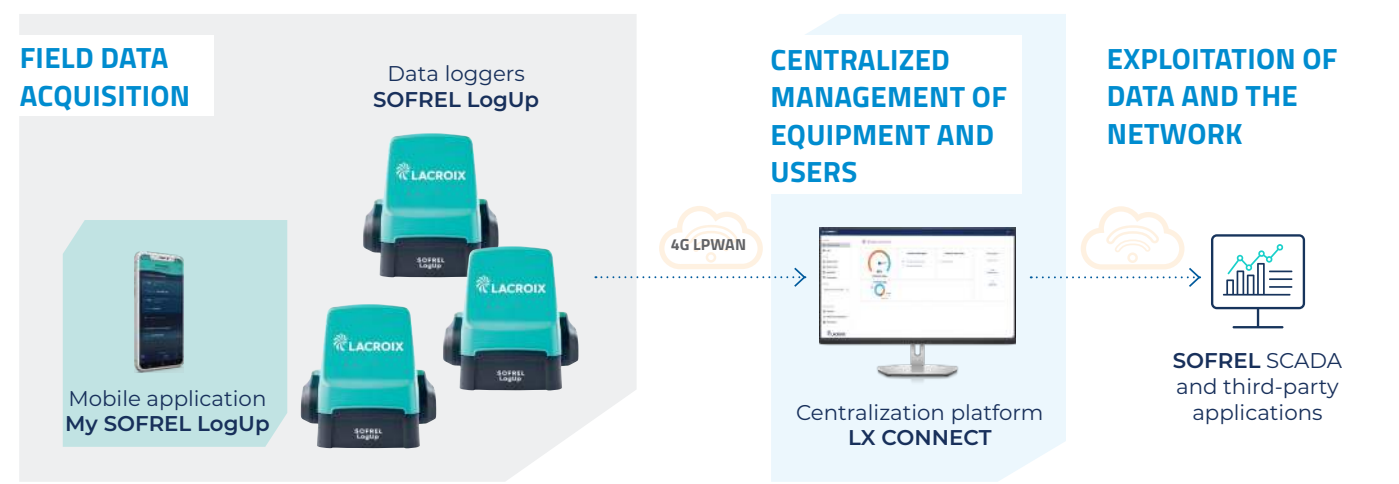 FIELD DATA
ACQUISITION
Data loggers
SOFREL LogUp
LACROIX
SOFREL
LogUp
LACROIX
SOFREL
LogUp
LACROIX
SOFREL
LogUp
Mobile application
My SOFREL LogUp
4G LPWAN
CENTRALIZED
MANAGEMENT OF
EQUIPMENT AND
USERS
LACROIX
Centralization platform
LX CONNECT
EXPLOITATION OF
DATA AND THE
NETWORK
SOFREL SCADA
and third-party
applications